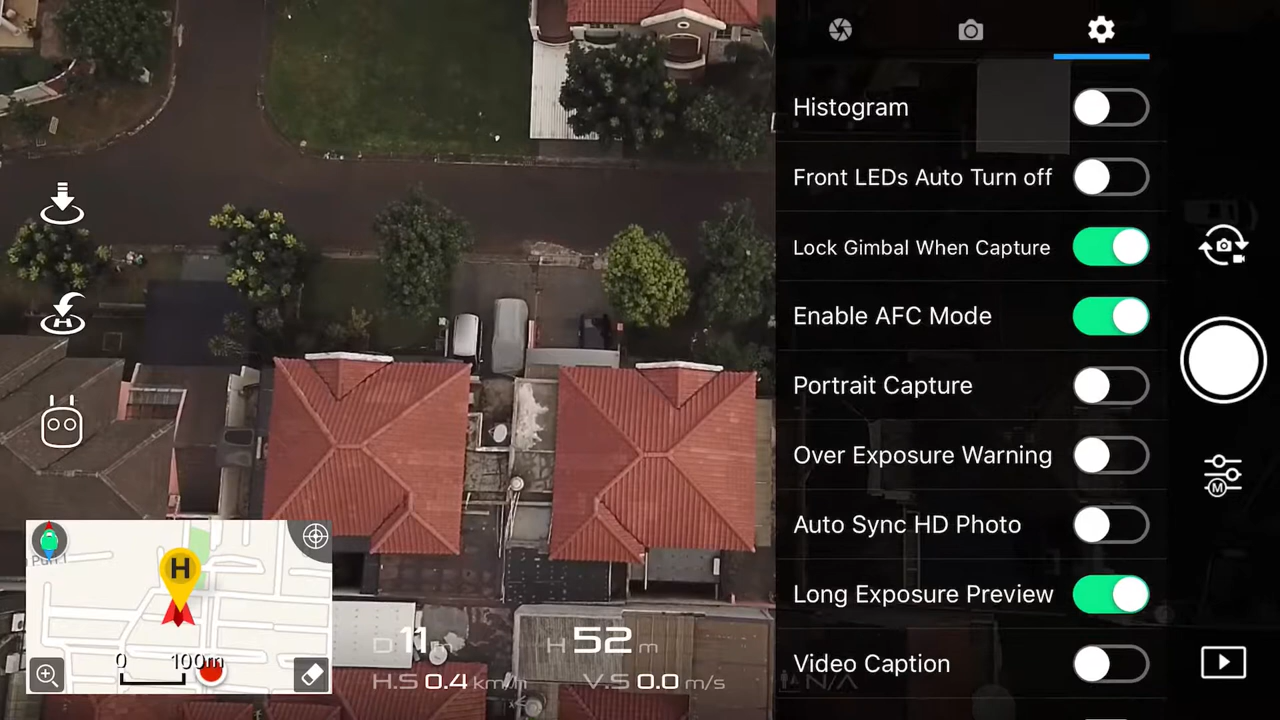 Histogram
Front LEDs Auto Turn off
Lock Gimbal When Capture
Enable AFC Mode
Portrait Capture
Over Exposure Warning
Auto Sync HD Photo
Long Exposure Preview
Video Caption
M
H
H
0 100m
D 11 m H 52 m
H.S 0.4 km/h V.S 0.0 m/s N/A